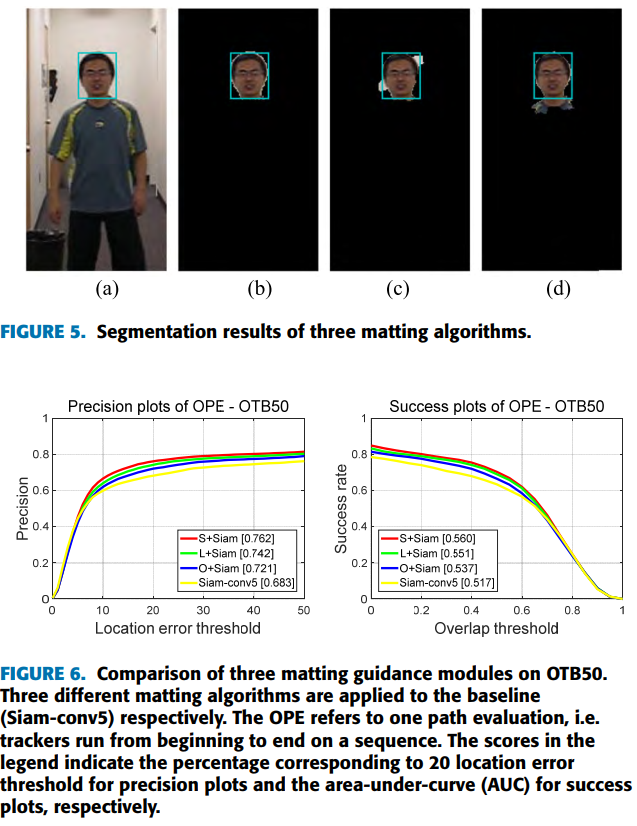 (a) (b) (c) (d)
FIGURE 5. Segmentation results of three matting algorithms.
Precision plots of OPE - OTB50
Precision
1
0.8
0.6
0.4
0.2
0
0 10 20 30 40 50
S+Siam [0.762]
L+Siam [0.742]
O+Siam [0.721]
Siam-conv5 [0.683]
Location error threshold
Success plots of OPE - OTB50
Success rate
1
0.8
0.6
0.4
0.2
0
0 0.2 0.4 0.6 0.8 1
S+Siam [0.560]
L+Siam [0.551]
O+Siam [0.537]
Siam-conv5 [0.517]
Overlap threshold
FIGURE 6. Comparison of three matting guidance modules on OTB50.
Three different matting algorithms are applied to the baseline
(Siam-conv5) respectively. The OPE refers to one path evaluation, i.e.
trackers run from beginning to end on a sequence. The scores in the
legend indicate the percentage corresponding to 20 location error
threshold for precision plots and the area-under-curve (AUC) for success
plots, respectively.